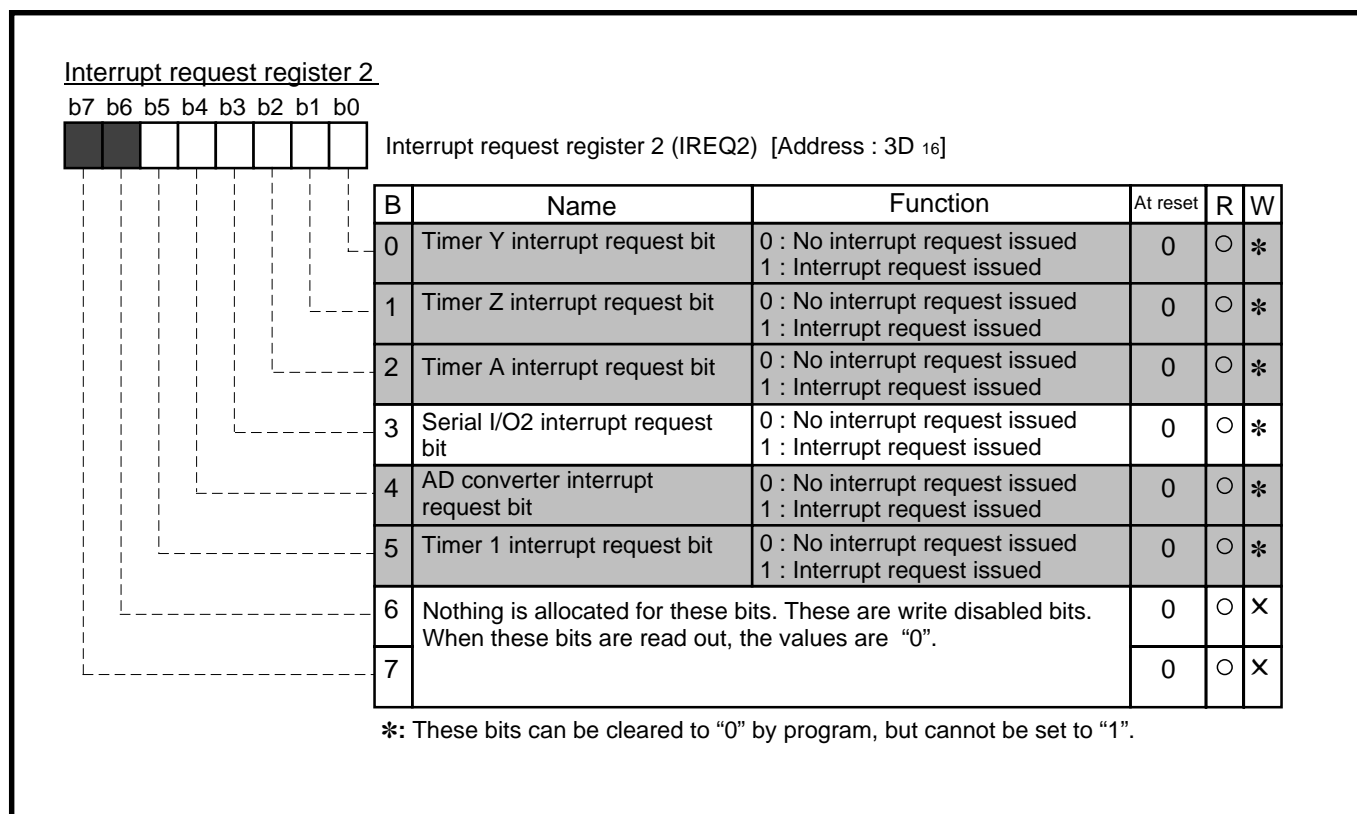 Interrupt request register 2
b7 b6 b5 b4 b3 b2 b1 b0
Interrupt request register 2 (IREQ2) [Address : 3D 16]
B Name Function At reset R W
0 Timer Y interrupt request bit 0 : No interrupt request issued 0 ○ ✻
1 : Interrupt request issued
1 Timer Z interrupt request bit 0 : No interrupt request issued 0 ○ ✻
1 : Interrupt request issued
2 Timer A interrupt request bit 0 : No interrupt request issued 0 ○ ✻
1 : Interrupt request issued
3 Serial I/O2 interrupt request 0 : No interrupt request issued 0 ○ ✻
bit 1 : Interrupt request issued
4 AD converter interrupt 0 : No interrupt request issued 0 ○ ✻
request bit 1 : Interrupt request issued
5 Timer 1 interrupt request bit 0 : No interrupt request issued 0 ○ ✻
1 : Interrupt request issued
6 Nothing is allocated for these bits. These are write disabled bits. 0 ○ ×
When these bits are read out, the values are “0”.
7 0 ○ ×
✻: These bits can be cleared to “0” by program, but cannot be set to “1”.